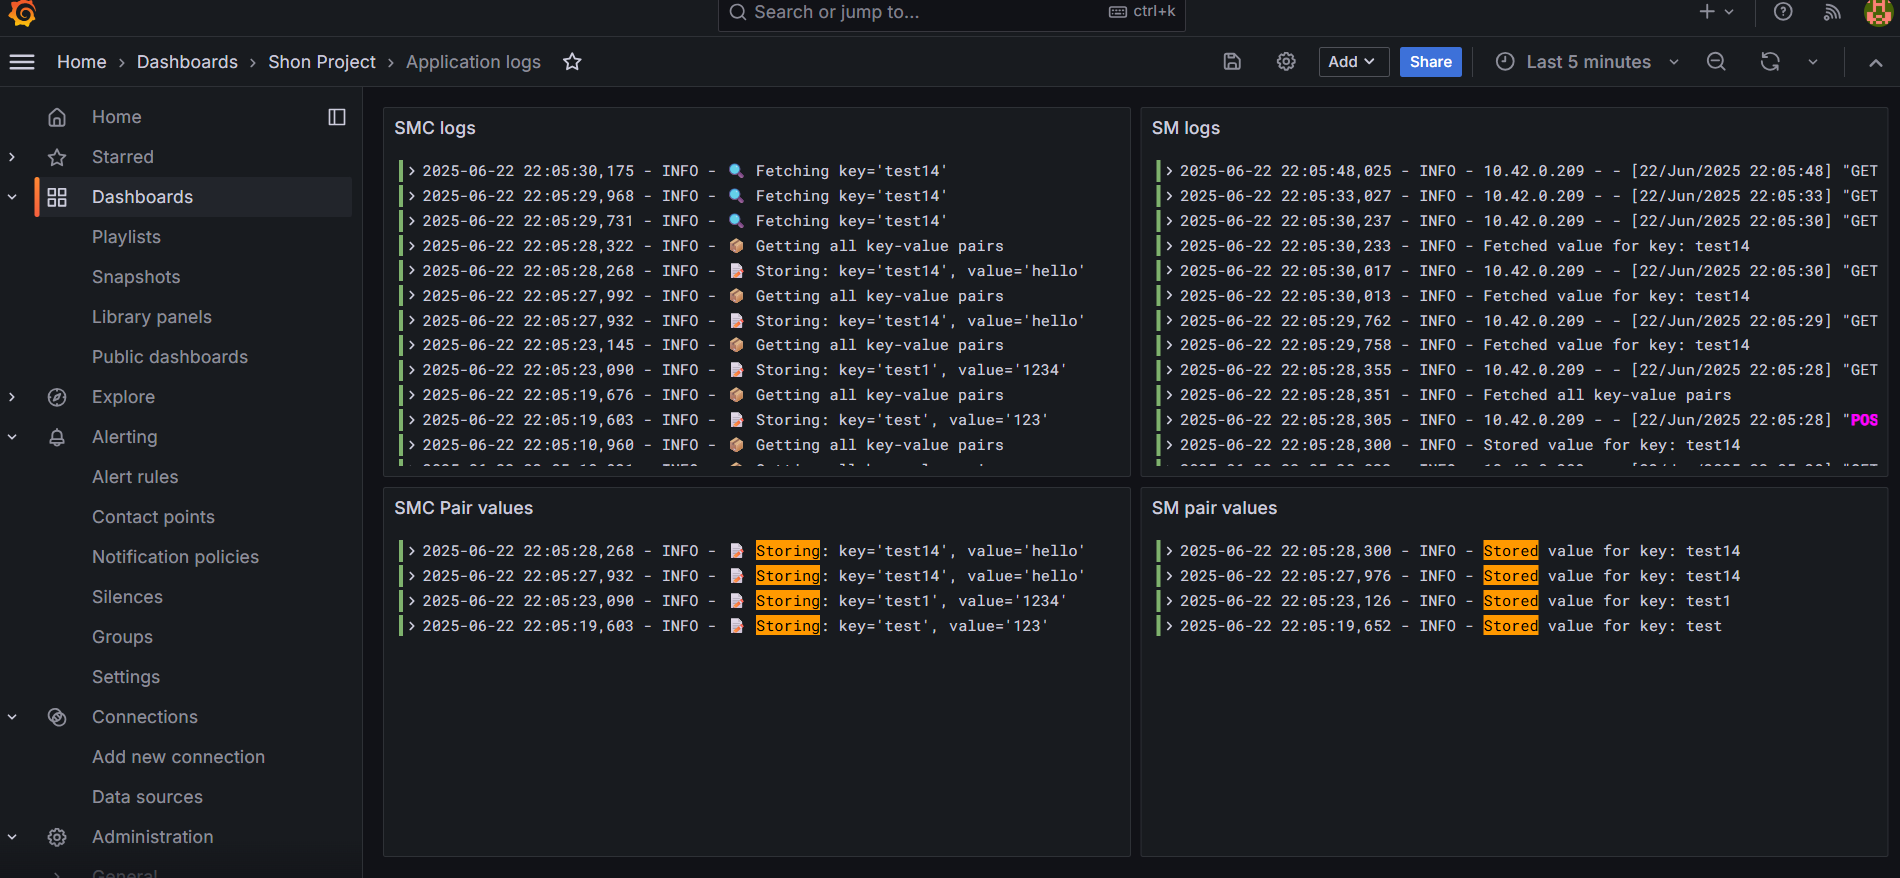 Search or jump to...
ctrl+k
Home
Dashboards
Shon Project
Application logs
Add
Share
Last 5 minutes
Home
Starred
Dashboards
Playlists
Snapshots
Library panels
Public dashboards
Explore
Alerting
Alert rules
Contact points
Notification policies
Silences
Groups
Settings
Connections
Add new connection
Data sources
Administration
General
SMC logs
2025-06-22 22:05:30,175 - INFO - 🔍 Fetching key='test14'
2025-06-22 22:05:29,968 - INFO - 🔍 Fetching key='test14'
2025-06-22 22:05:29,731 - INFO - 🔍 Fetching key='test14'
2025-06-22 22:05:28,322 - INFO - 📦 Getting all key-value pairs
2025-06-22 22:05:28,268 - INFO - 📝 Storing: key='test14', value='hello'
2025-06-22 22:05:27,992 - INFO - 📦 Getting all key-value pairs
2025-06-22 22:05:27,932 - INFO - 📝 Storing: key='test14', value='hello'
2025-06-22 22:05:23,145 - INFO - 📦 Getting all key-value pairs
2025-06-22 22:05:23,090 - INFO - 📝 Storing: key='test1', value='1234'
2025-06-22 22:05:19,676 - INFO - 📦 Getting all key-value pairs
2025-06-22 22:05:19,603 - INFO - 📝 Storing: key='test', value='123'
2025-06-22 22:05:10,960 - INFO - 📦 Getting all key-value pairs
SM logs
2025-06-22 22:05:48,025 - INFO - 10.42.0.209 - - [22/Jun/2025 22:05:48] "GET
2025-06-22 22:05:33,027 - INFO - 10.42.0.209 - - [22/Jun/2025 22:05:33] "GET
2025-06-22 22:05:30,237 - INFO - 10.42.0.209 - - [22/Jun/2025 22:05:30] "GET
2025-06-22 22:05:30,233 - INFO - Fetched value for key: test14
2025-06-22 22:05:30,017 - INFO - 10.42.0.209 - - [22/Jun/2025 22:05:30] "GET
2025-06-22 22:05:30,013 - INFO - Fetched value for key: test14
2025-06-22 22:05:29,762 - INFO - 10.42.0.209 - - [22/Jun/2025 22:05:29] "GET
2025-06-22 22:05:29,758 - INFO - Fetched value for key: test14
2025-06-22 22:05:28,355 - INFO - 10.42.0.209 - - [22/Jun/2025 22:05:28] "GET
2025-06-22 22:05:28,351 - INFO - Fetched all key-value pairs
2025-06-22 22:05:28,305 - INFO - 10.42.0.209 - - [22/Jun/2025 22:05:28] "POS
2025-06-22 22:05:28,300 - INFO - Stored value for key: test14
SMC Pair values
2025-06-22 22:05:28,268 - INFO - 📝 Storing: key='test14', value='hello'
2025-06-22 22:05:27,932 - INFO - 📝 Storing: key='test14', value='hello'
2025-06-22 22:05:23,090 - INFO - 📝 Storing: key='test1', value='1234'
2025-06-22 22:05:19,603 - INFO - 📝 Storing: key='test', value='123'
SM pair values
2025-06-22 22:05:28,300 - INFO - Stored value for key: test14
2025-06-22 22:05:27,976 - INFO - Stored value for key: test14
2025-06-22 22:05:23,126 - INFO - Stored value for key: test1
2025-06-22 22:05:19,652 - INFO - Stored value for key: test